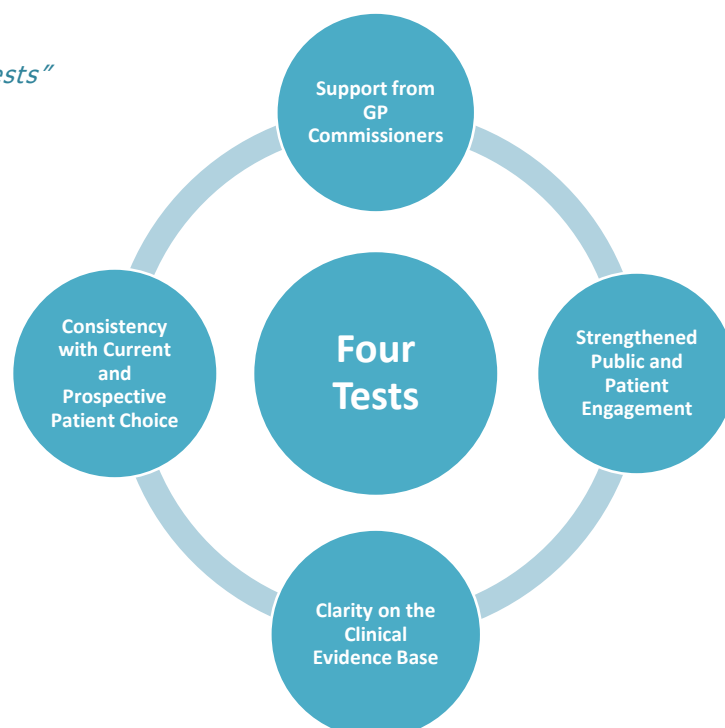 ests”
Support from
GP
Commissioners
Consistency
with Current
and
Prospective
Patient Choice
Four
Tests
Strengthened
Public and
Patient
Engagement
Clarity on the
Clinical
Evidence Base